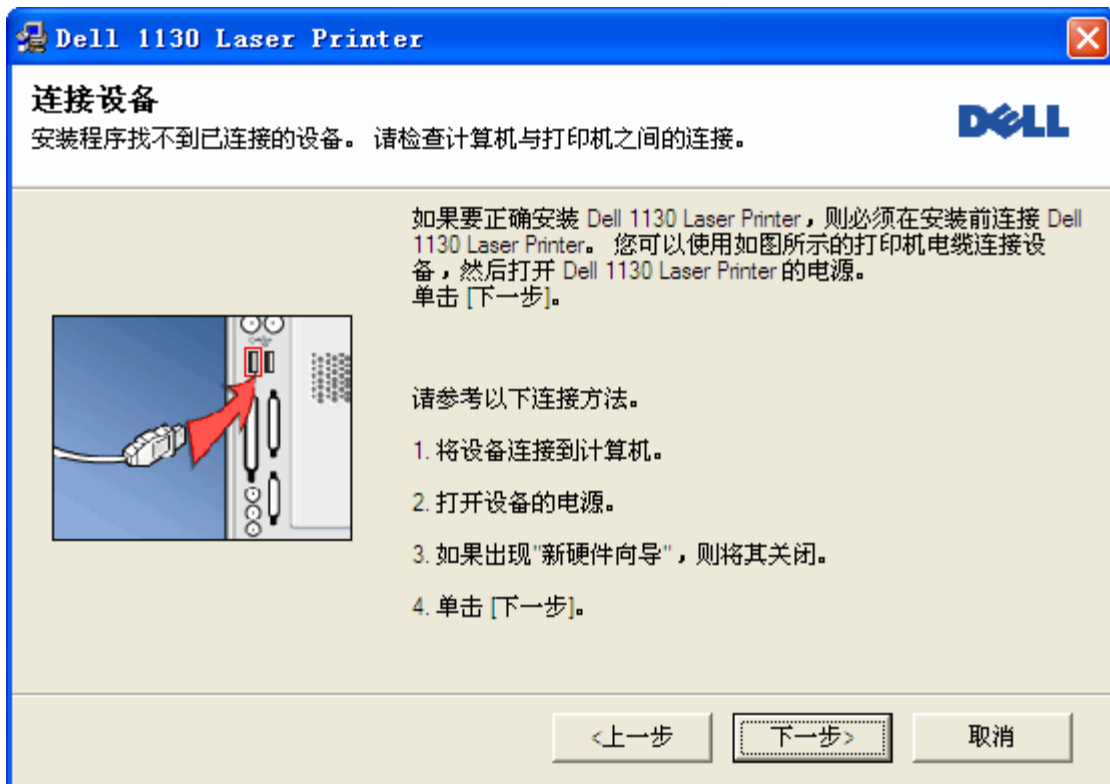 Dell 1130 Laser Printer
连接设备
安装程序找不到已连接的设备。 请检查计算机与打印机之间的连接。
DELL
如果要正确安装 Dell 1130 Laser Printer，则必须在安装前连接 Dell
1130 Laser Printer。 您可以使用如图所示的打印机电缆连接设
备，然后打开 Dell 1130 Laser Printer 的电源。
单击 [下一步]。
请参考以下连接方法。
1. 将设备连接到计算机。
2. 打开设备的电源。
3. 如果出现"新硬件向导"，则将其关闭。
4. 单击 [下一步]。
<上一步
下一步>
取消